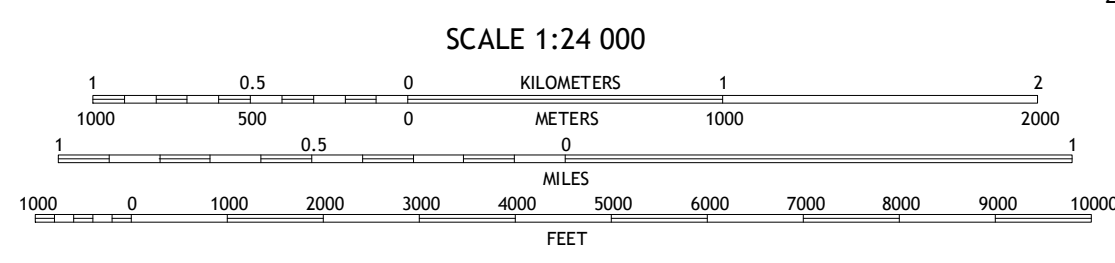 SCALE 1:24 000
1 0.5 0 KILOMETERS 1 2
1000 500 0 METERS 1000 2000
1 0.5 0 1
MILES
1000 0 1000 2000 3000 4000 5000 6000 7000 8000 9000 10000
FEET